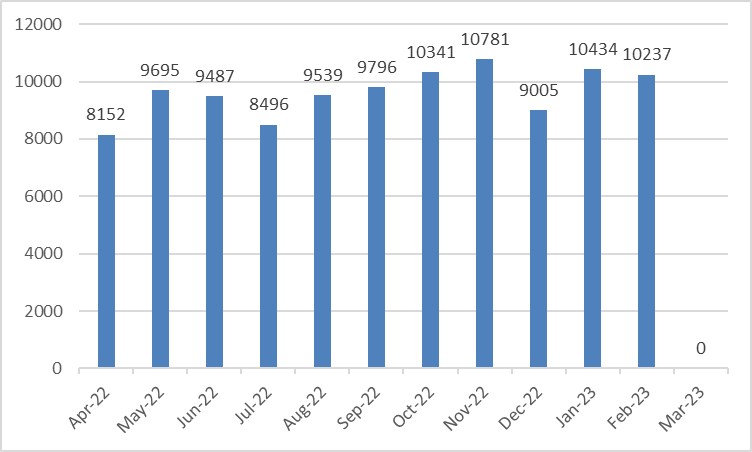 12000
10000
8000
6000
4000
2000
0
8152
9695
9487
8496
9539
9796
10341
10781
9005
10434
10237
0
Apr-22
May-22
Jun-22
Jul-22
Aug-22
Sep-22
Oct-22
Nov-22
Dec-22
Jan-23
Feb-23
Mar-23